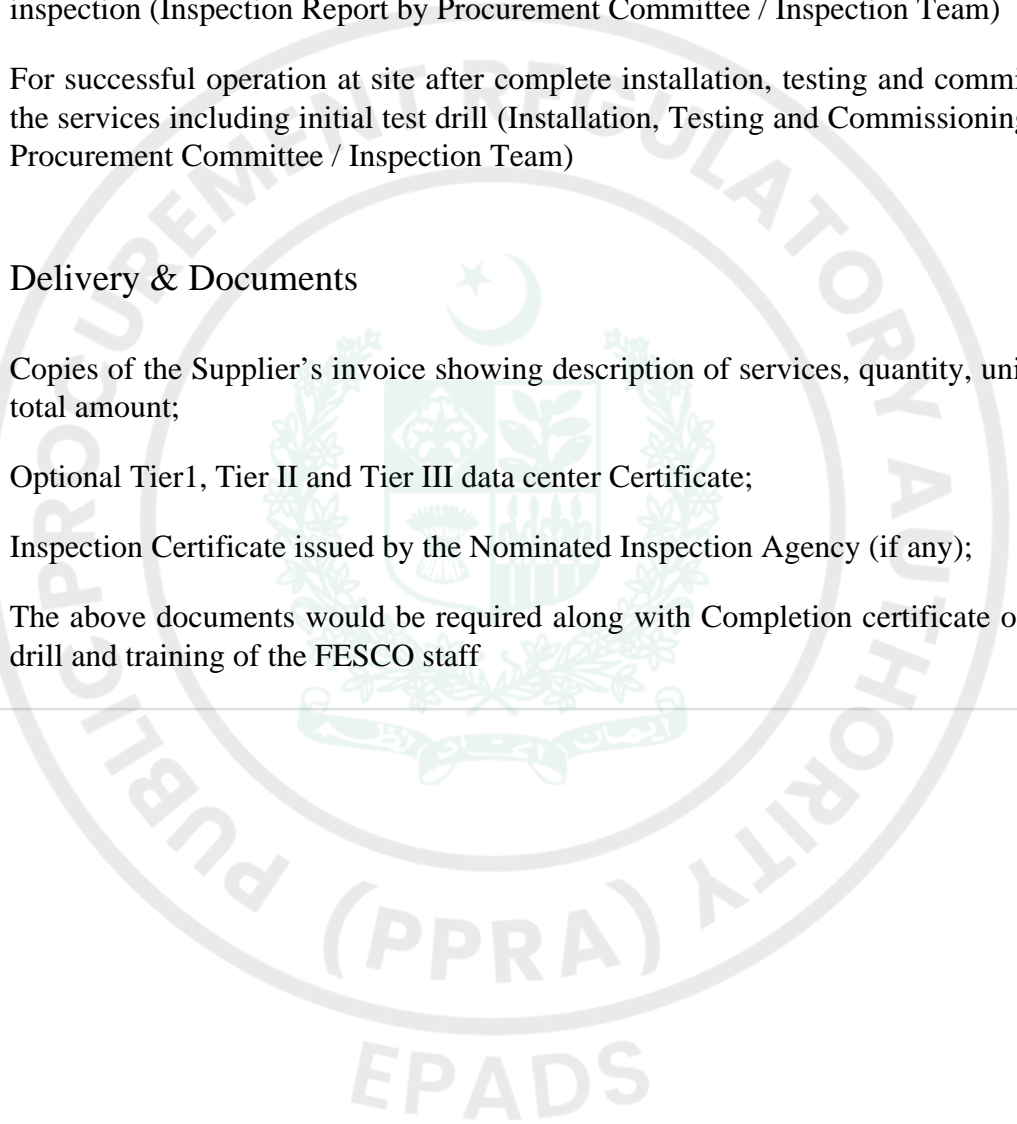 inspection (Inspection Report by Procurement Committee / Inspection Team)
For successful operation at site after complete installation, testing and commi
the services including initial test drill (Installation, Testing and Commissioning
Procurement Committee / Inspection Team)
Delivery & Documents
Copies of the Supplier’s invoice showing description of services, quantity, uni
total amount;
Optional Tier1, Tier II and Tier III data center Certificate;
Inspection Certificate issued by the Nominated Inspection Agency (if any);
The above documents would be required along with Completion certificate o
drill and training of the FESCO staff
PUBLIC PROCUREMENT REGULATORY AUTHORITY
(PPRA)
EPADS